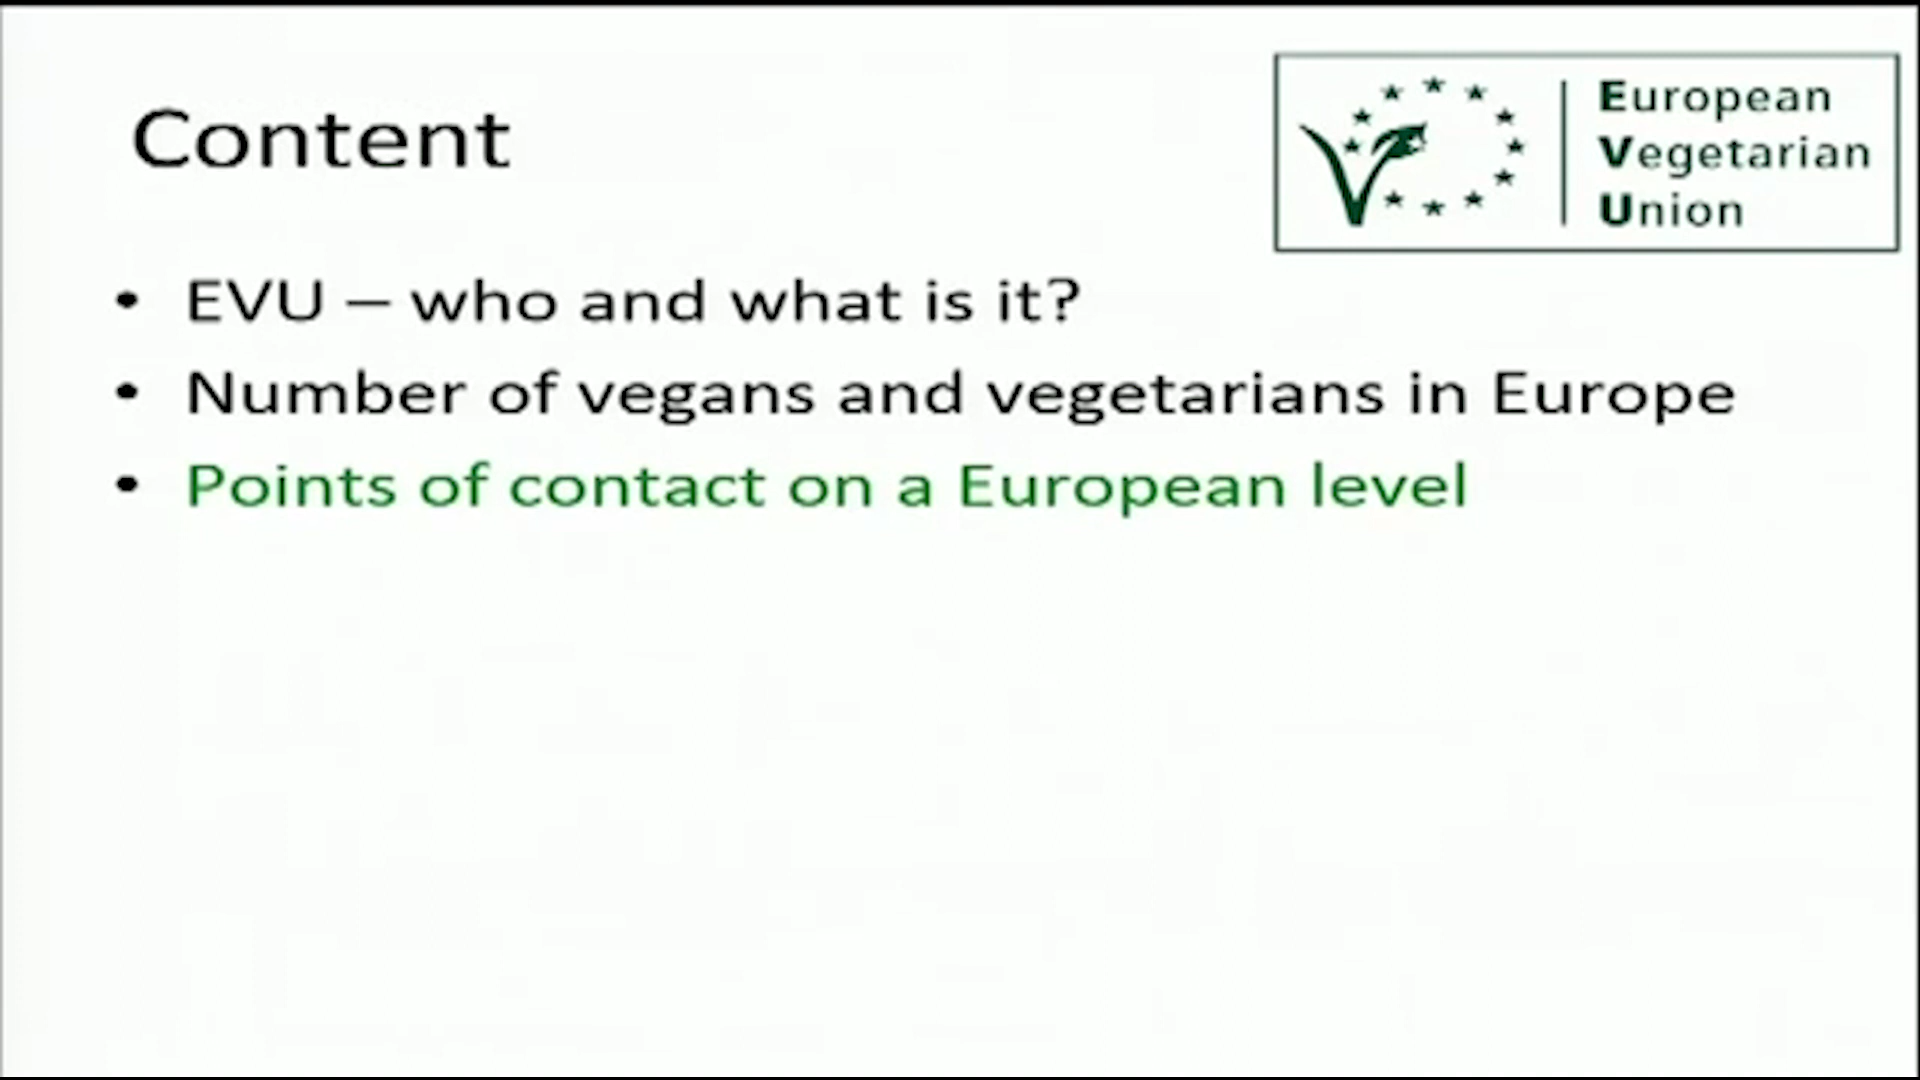 Content
European
Vegetarian
Union
• EVU – who and what is it?
• Number of vegans and vegetarians in Europe
• Points of contact on a European level